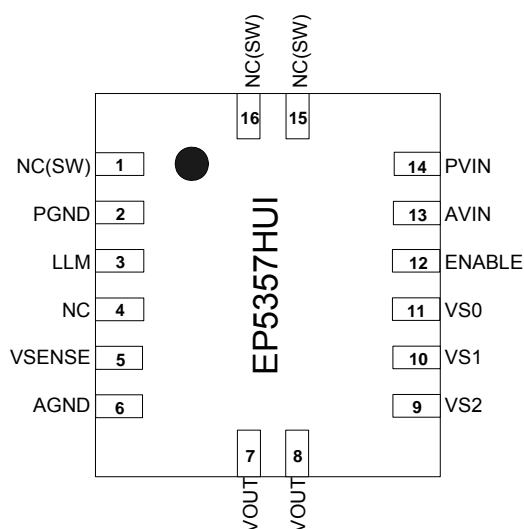 NC(SW)
NC(SW)
16
15
NC(SW) 1
14 PVIN
PGND 2
13 AVIN
LLM 3
12 ENABLE
NC 4
11 VS0
VSENSE 5
10 VS1
AGND 6
9 VS2
EP5357HUI
7
8
VOUT
VOUT